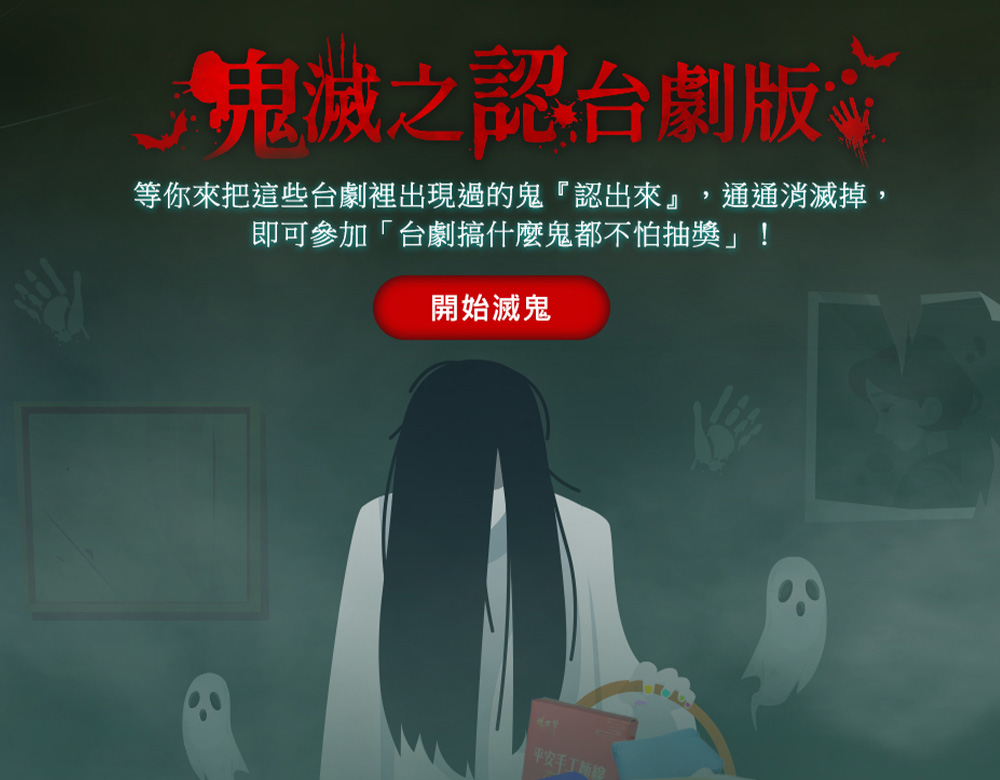 鬼滅之認台劇版
等你來把這些台劇裡出現過的鬼『認出來』，通通消滅掉，
即可參加「台劇搞什麼鬼都不怕抽獎」！
開始滅鬼
平安手工麵線